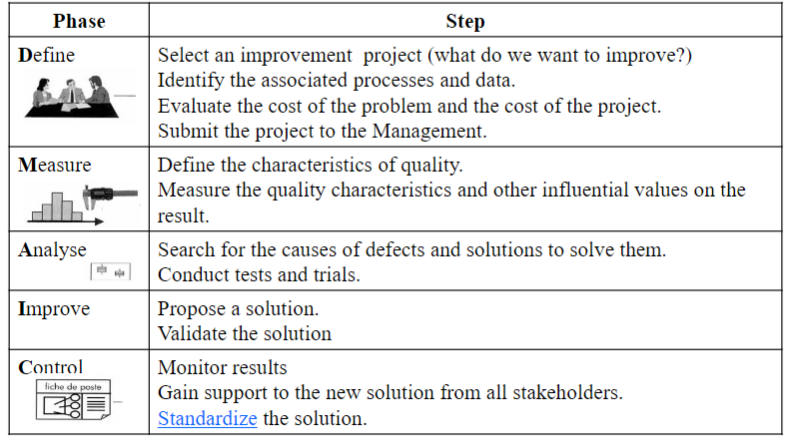 Phase
Step
Define
Select an improvement project (what do we want to improve?)
Identify the associated processes and data.
Evaluate the cost of the problem and the cost of the project.
Submit the project to the Management.
Measure
Define the characteristics of quality.
Measure the quality characteristics and other influential values on the
result.
Analyse
Search for the causes of defects and solutions to solve them.
Conduct tests and trials.
Improve
Propose a solution.
Validate the solution
Control
fiche de poste
Monitor results
Gain support to the new solution from all stakeholders.
Standardize the solution.